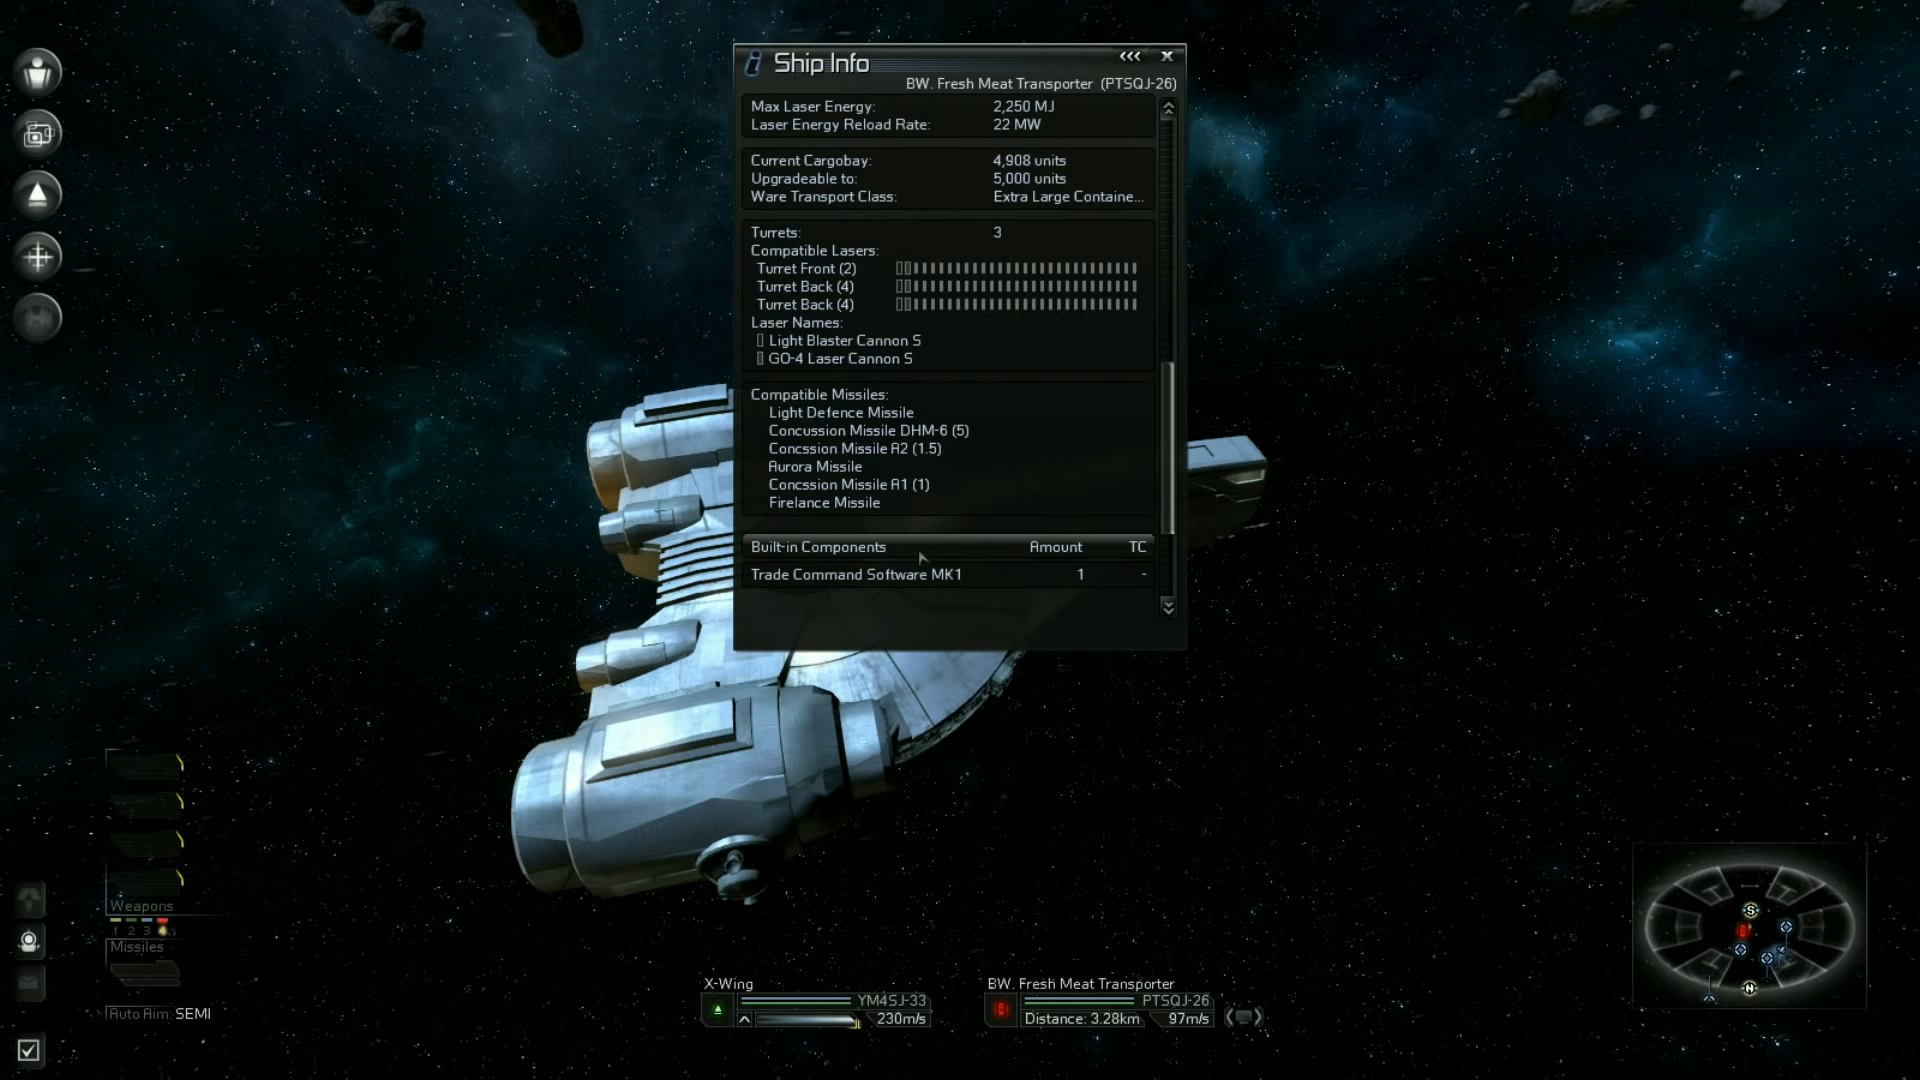 Ship Info
BW. Fresh Meat Transporter (PTSQJ-26)
Max Laser Energy: 2,250 MJ
Laser Energy Reload Rate: 22 MW
Current Cargobay: 4,908 units
Upgradeable to: 5,000 units
Ware Transport Class: Extra Large Containe...
Turrets: 3
Compatible Lasers:
Turret Front (2)
Turret Back (4)
Turret Back (4)
Laser Names:
Light Blaster Cannon S
GO-4 Laser Cannon S
Compatible Missiles:
Light Defence Missile
Concussion Missile DHM-6 (5)
Concssion Missile A2 (1.5)
Aurora Missile
Concssion Missile A1 (1)
Firelance Missile
Built-in Components Amount TC
Trade Command Software MK1 1 -
Weapons
1 2 3 4
Missiles
Auto Aim: SEMI
X-Wing
YM4SJ-33
230m/s
BW. Fresh Meat Transporter
PTSQJ-26
Distance: 3.28km 97m/s
S
N